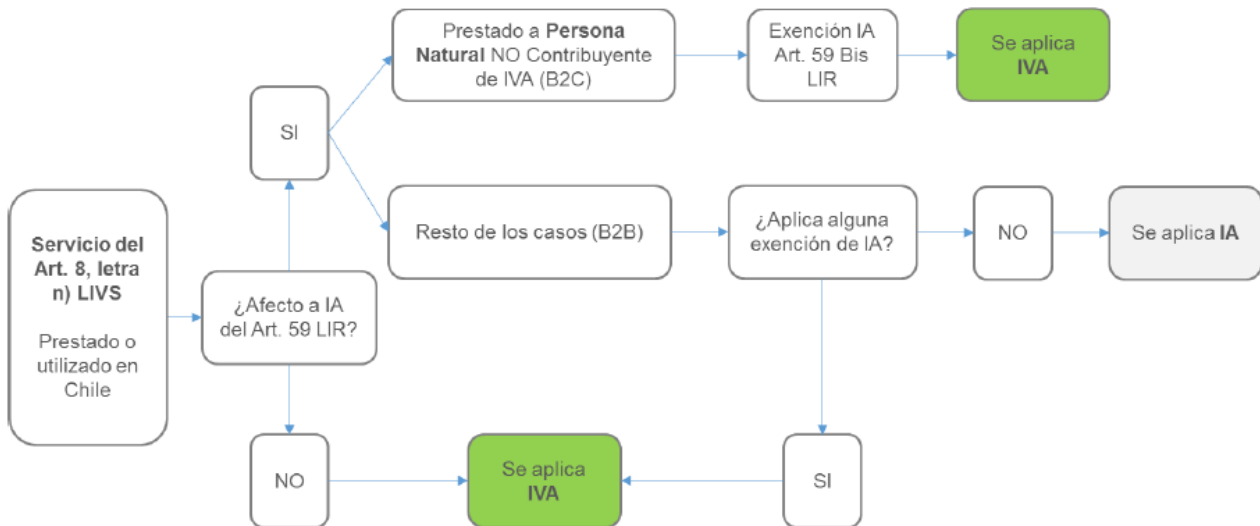 Prestado a Persona
Natural NO Contribuyente
de IVA (B2C)
Exención IA
Art. 59 Bis
LIR
Se aplica
IVA
SI
Servicio del
Art. 8, letra
n) LIVS
Prestado o
utilizado en
Chile
¿Afecto a IA
del Art. 59 LIR?
Resto de los casos (B2B)
¿Aplica alguna
exención de IA?
NO
Se aplica IA
NO
Se aplica
IVA
SI